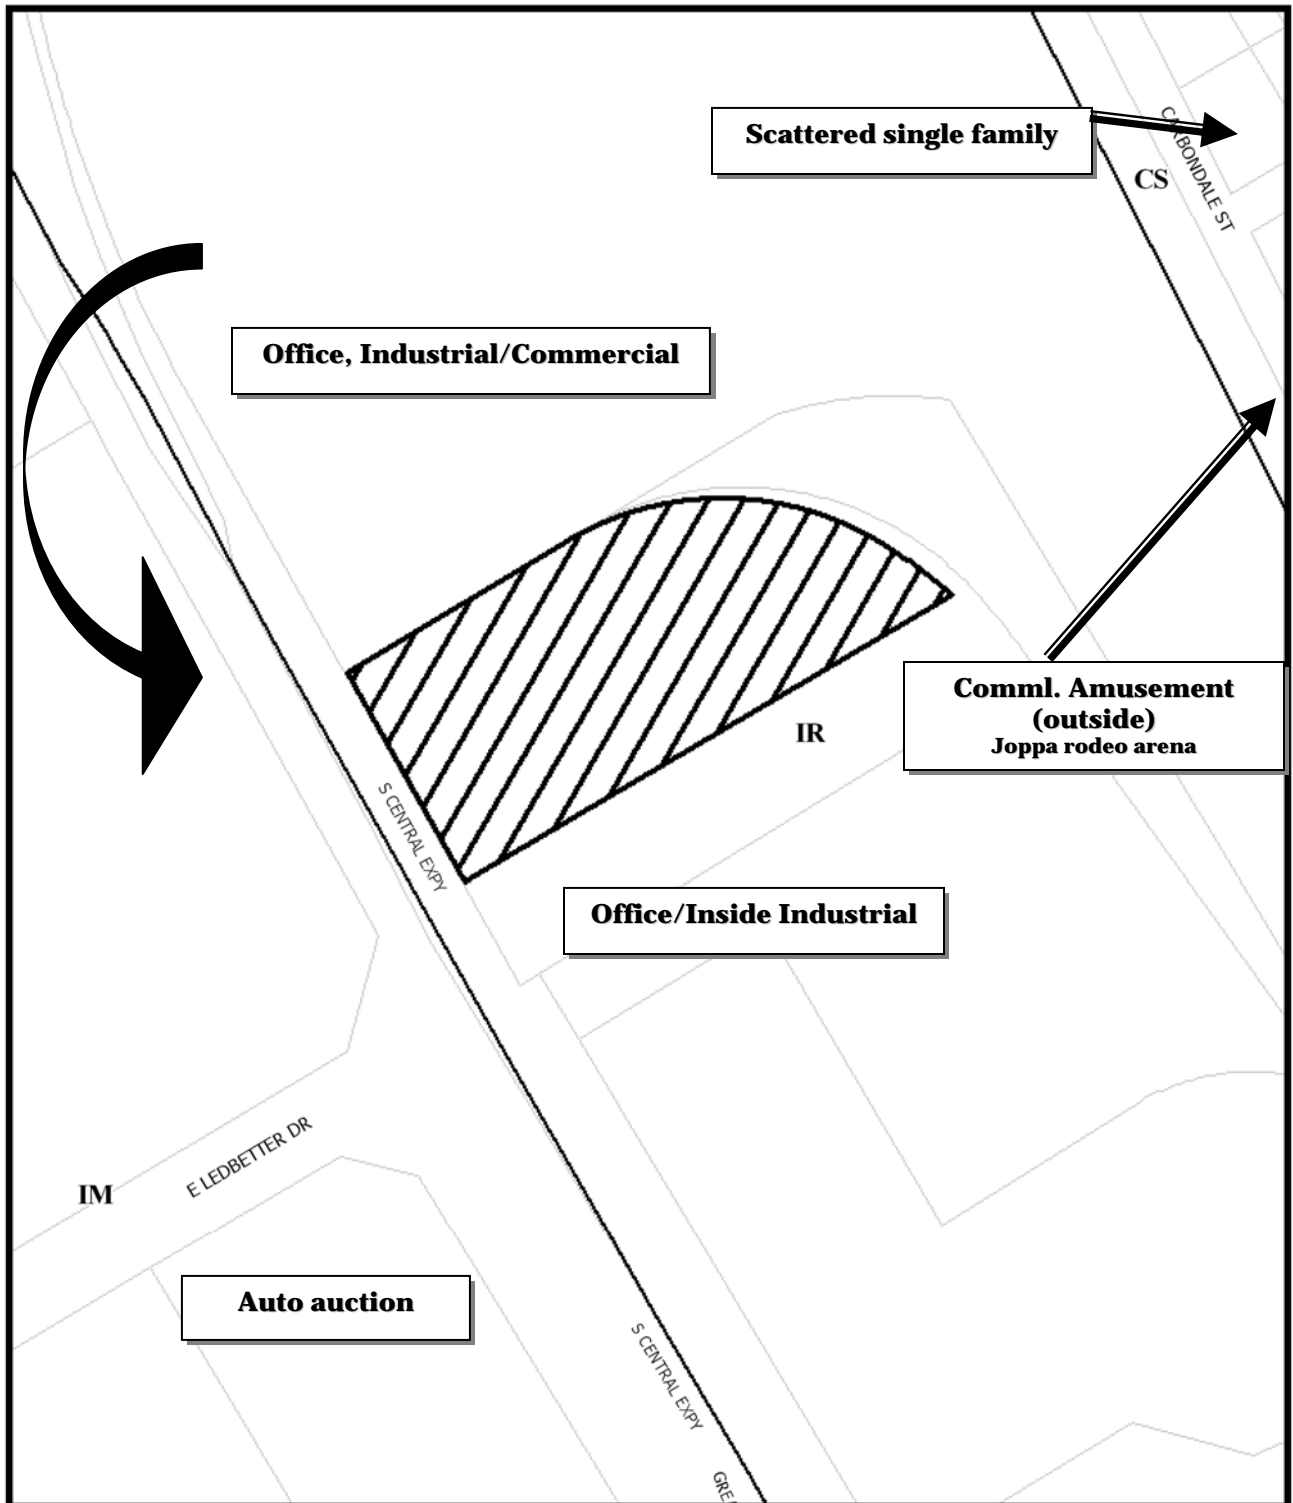 Scattered single family
CARBONDALE ST
CS
Office, Industrial/Commercial
Comml. Amusement
(outside)
Joppa rodeo arena
IR
S CENTRAL EXPY
Office/Inside Industrial
E LEDBETTER DR
IM
Auto auction
S CENTRAL EXPY